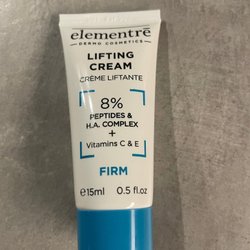 elementrē
DERMO COSMETICS
LIFTING
CREAM
CRÈME LIFTANTE
8%
PEPTIDES &
H.A. COMPLEX
+
Vitamins C & E
FIRM
e 15ml 0.5 fl.oz